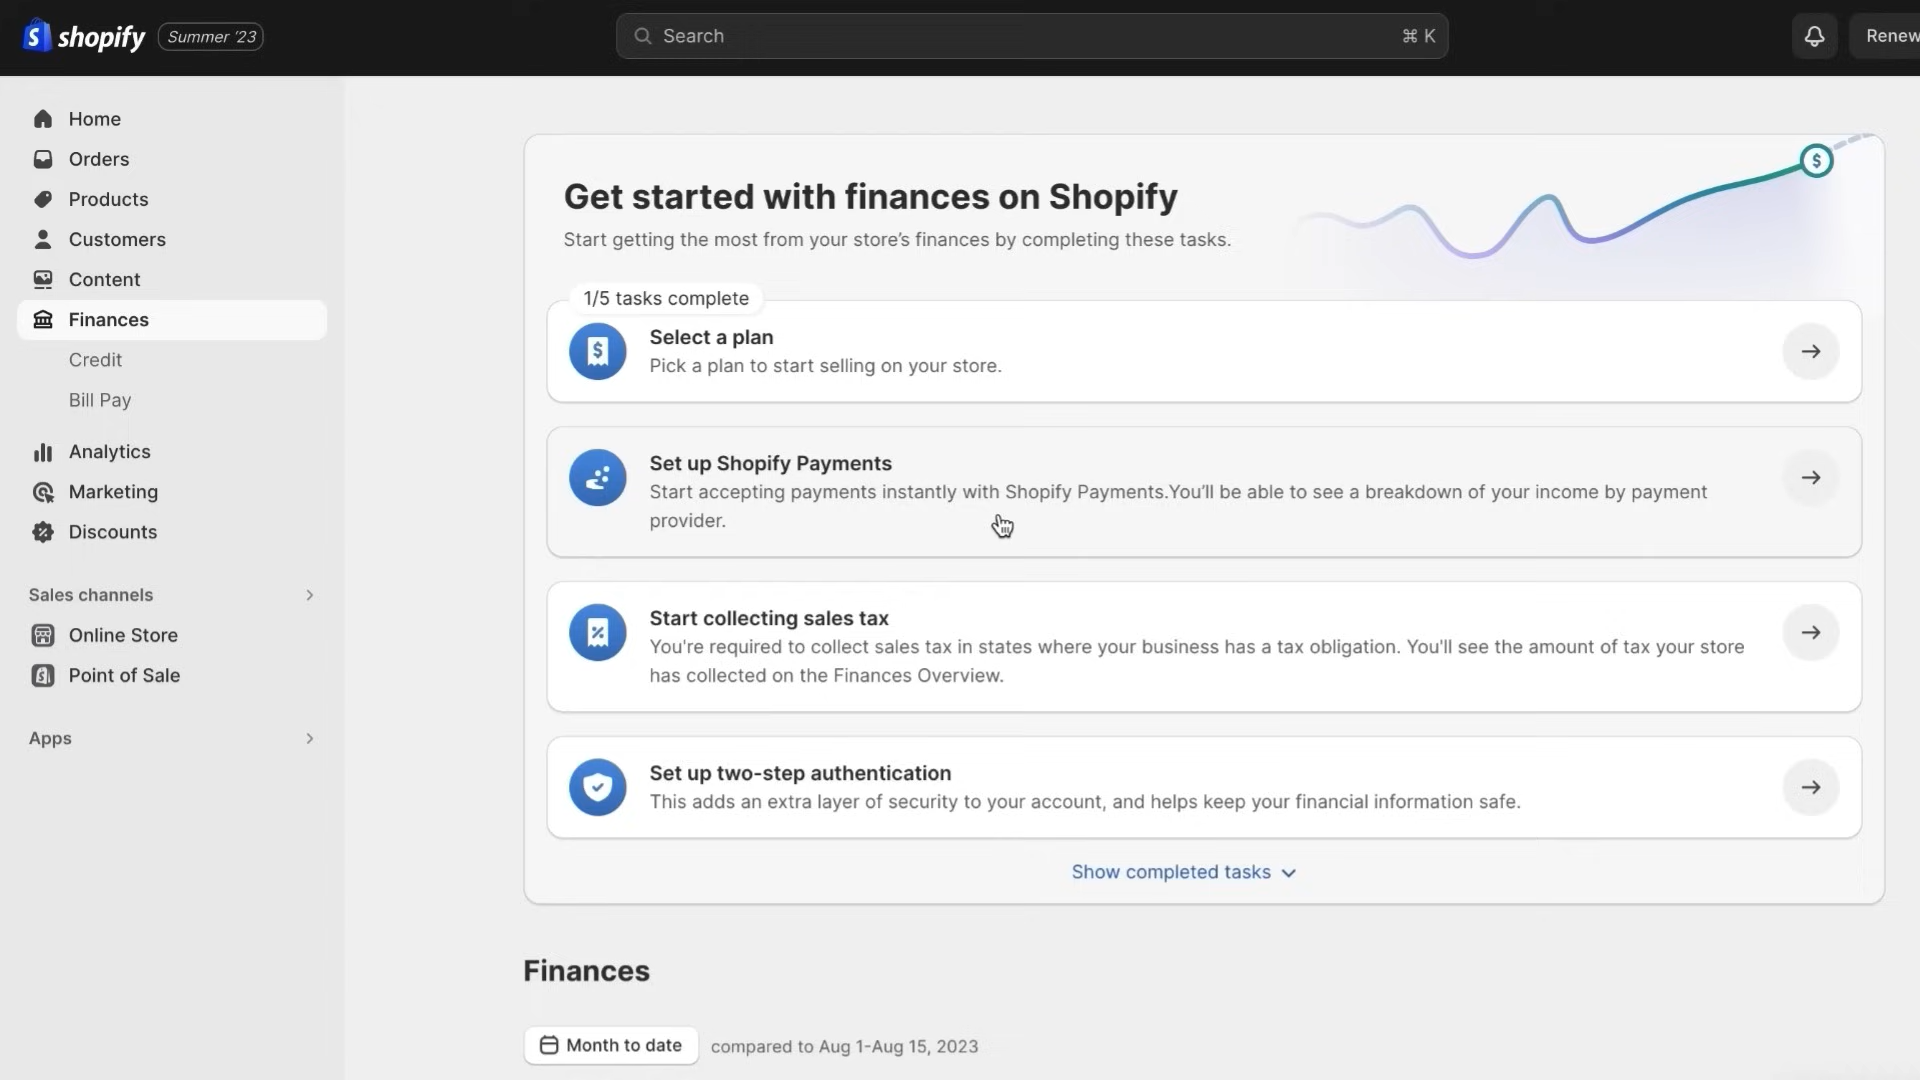 shopify Summer '23
Search ⌘ K
Renew
Home
Orders
Products
Customers
Content
Finances
Credit
Bill Pay
Analytics
Marketing
Discounts
Sales channels
Online Store
Point of Sale
Apps
Get started with finances on Shopify
Start getting the most from your store’s finances by completing these tasks.
1/5 tasks complete
Select a plan
Pick a plan to start selling on your store.
Set up Shopify Payments
Start accepting payments instantly with Shopify Payments.You’ll be able to see a breakdown of your income by payment
provider.
Start collecting sales tax
You're required to collect sales tax in states where your business has a tax obligation. You'll see the amount of tax your store
has collected on the Finances Overview.
Set up two-step authentication
This adds an extra layer of security to your account, and helps keep your financial information safe.
Show completed tasks
Finances
Month to date compared to Aug 1-Aug 15, 2023